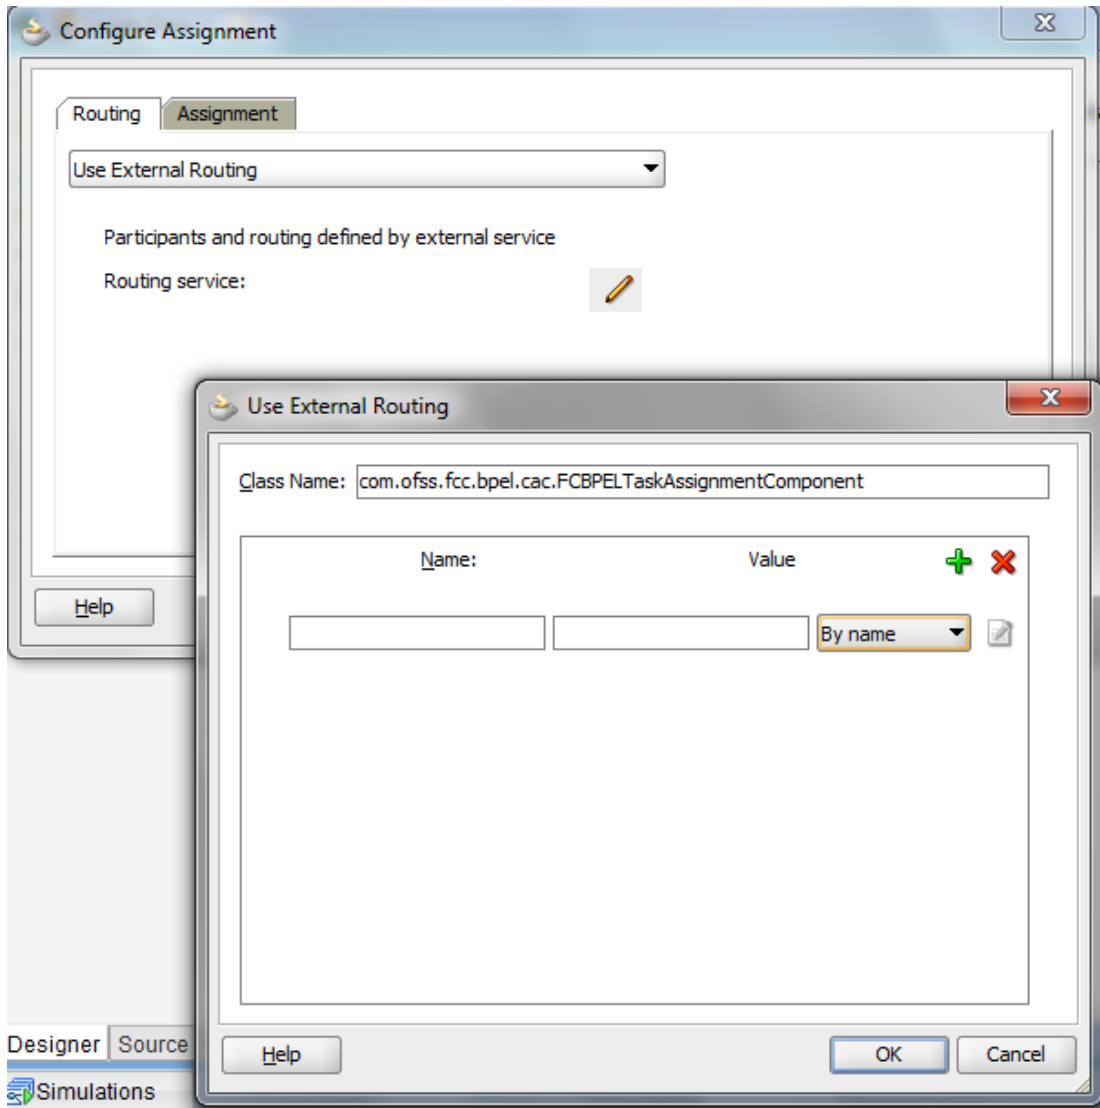 Configure Assignment
Routing
Assignment
Use External Routing
Participants and routing defined by external service
Routing service:
Help
Use External Routing
Class Name: com.ofss.fcc.bpel.cac.FCBPELTaskAssignmentComponent
Name: Value
By name
Help OK Cancel
Designer Source
Simulations